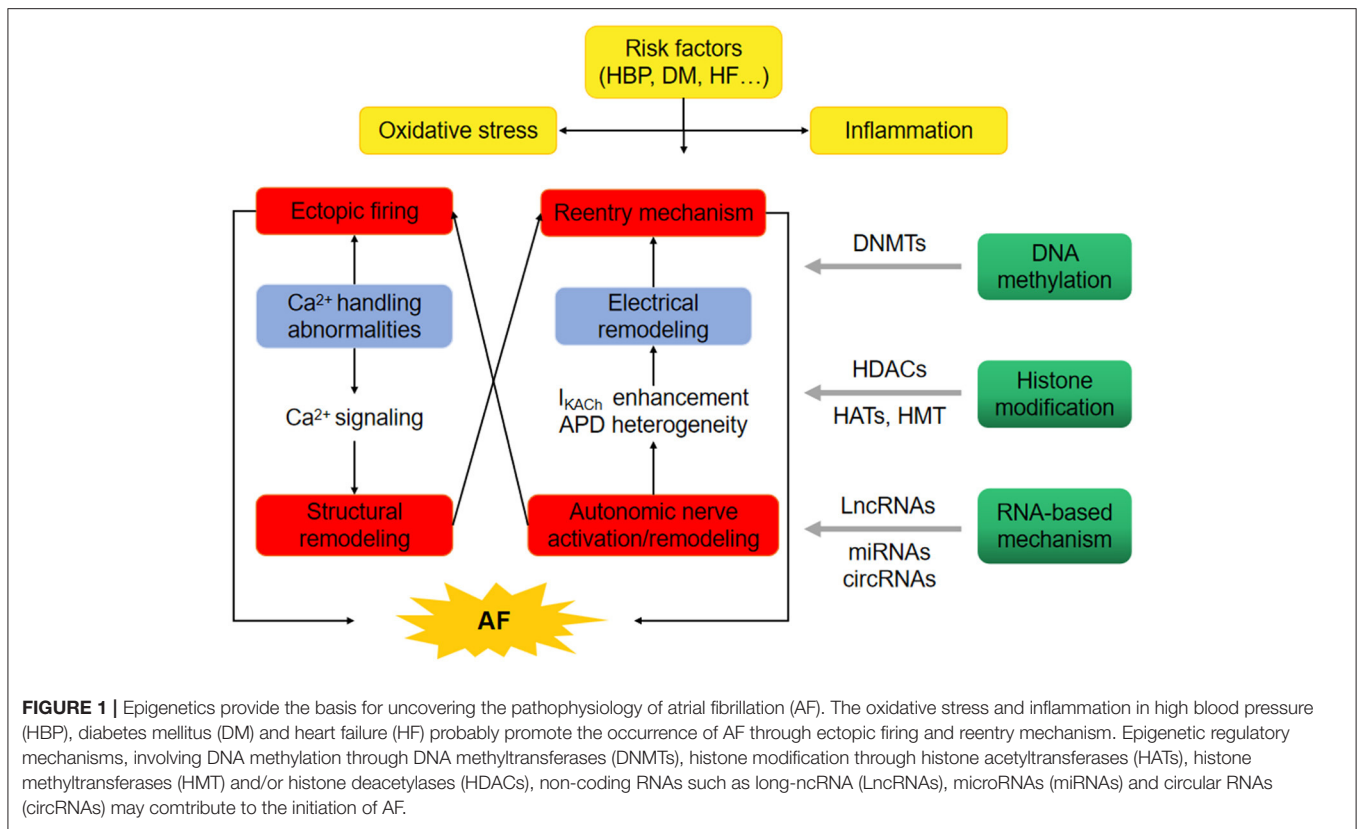 Risk factors
(HBP, DM, HF...)
Oxidative stress
Inflammation
Ectopic firing
Reentry mechanism
DNMTs
DNA
methylation
Ca²⁺ handling
abnormalities
Electrical
remodeling
HDACs
HATs, HMT
Histone
modification
Ca²⁺ signaling
I_KACh enhancement
APD heterogeneity
Structural
remodeling
Autonomic nerve
activation/remodeling
LncRNAs
miRNAs
circRNAs
RNA-based
mechanism
AF
FIGURE 1 | Epigenetics provide the basis for uncovering the pathophysiology of atrial fibrillation (AF). The oxidative stress and inflammation in high blood pressure
(HBP), diabetes mellitus (DM) and heart failure (HF) probably promote the occurrence of AF through ectopic firing and reentry mechanism. Epigenetic regulatory
mechanisms, involving DNA methylation through DNA methyltransferases (DNMTs), histone modification through histone acetyltransferases (HATs), histone
methyltransferases (HMT) and/or histone deacetylases (HDACs), non-coding RNAs such as long-ncRNA (LncRNAs), microRNAs (miRNAs) and circular RNAs
(circRNAs) may comtribute to the initiation of AF.